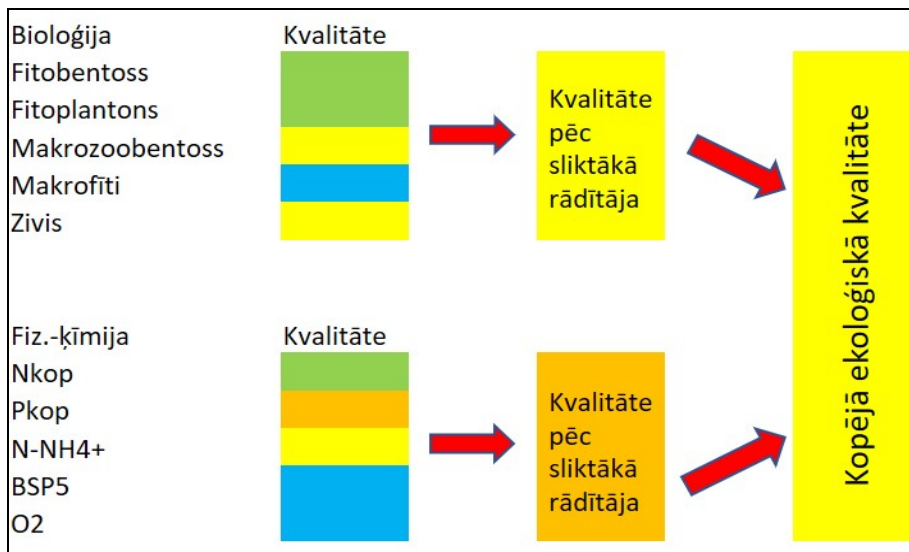 Bioloģija
Kvalitāte
Fitobentoss
Fitoplantons
Makrozoobentoss
Makrofīti
Zivis
Kvalitāte
pēc
sliktākā
rādītāja
Fiz.-ķīmija
Kvalitāte
Nkop
Pkop
N-NH4+
BSP5
O2
Kvalitāte
pēc
sliktākā
rādītāja
Kopējā ekoloģiskā kvalitāte